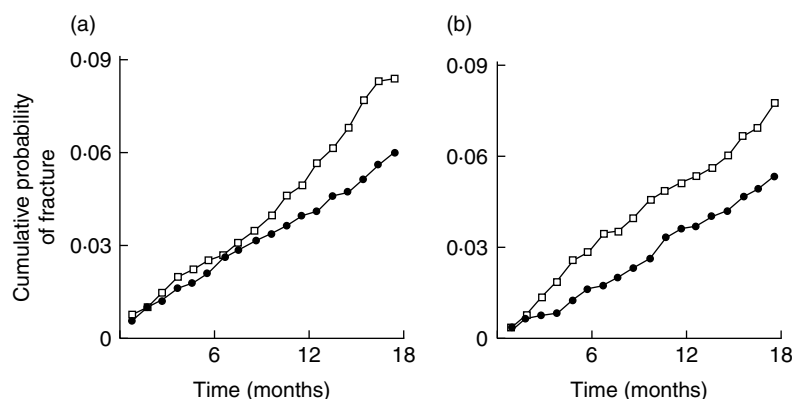 (a)
(b)
0·09
0·06
0·03
0
Cumulative probability
of fracture
6
12
18
Time (months)
0·09
0·06
0·03
0
6
12
18
Time (months)